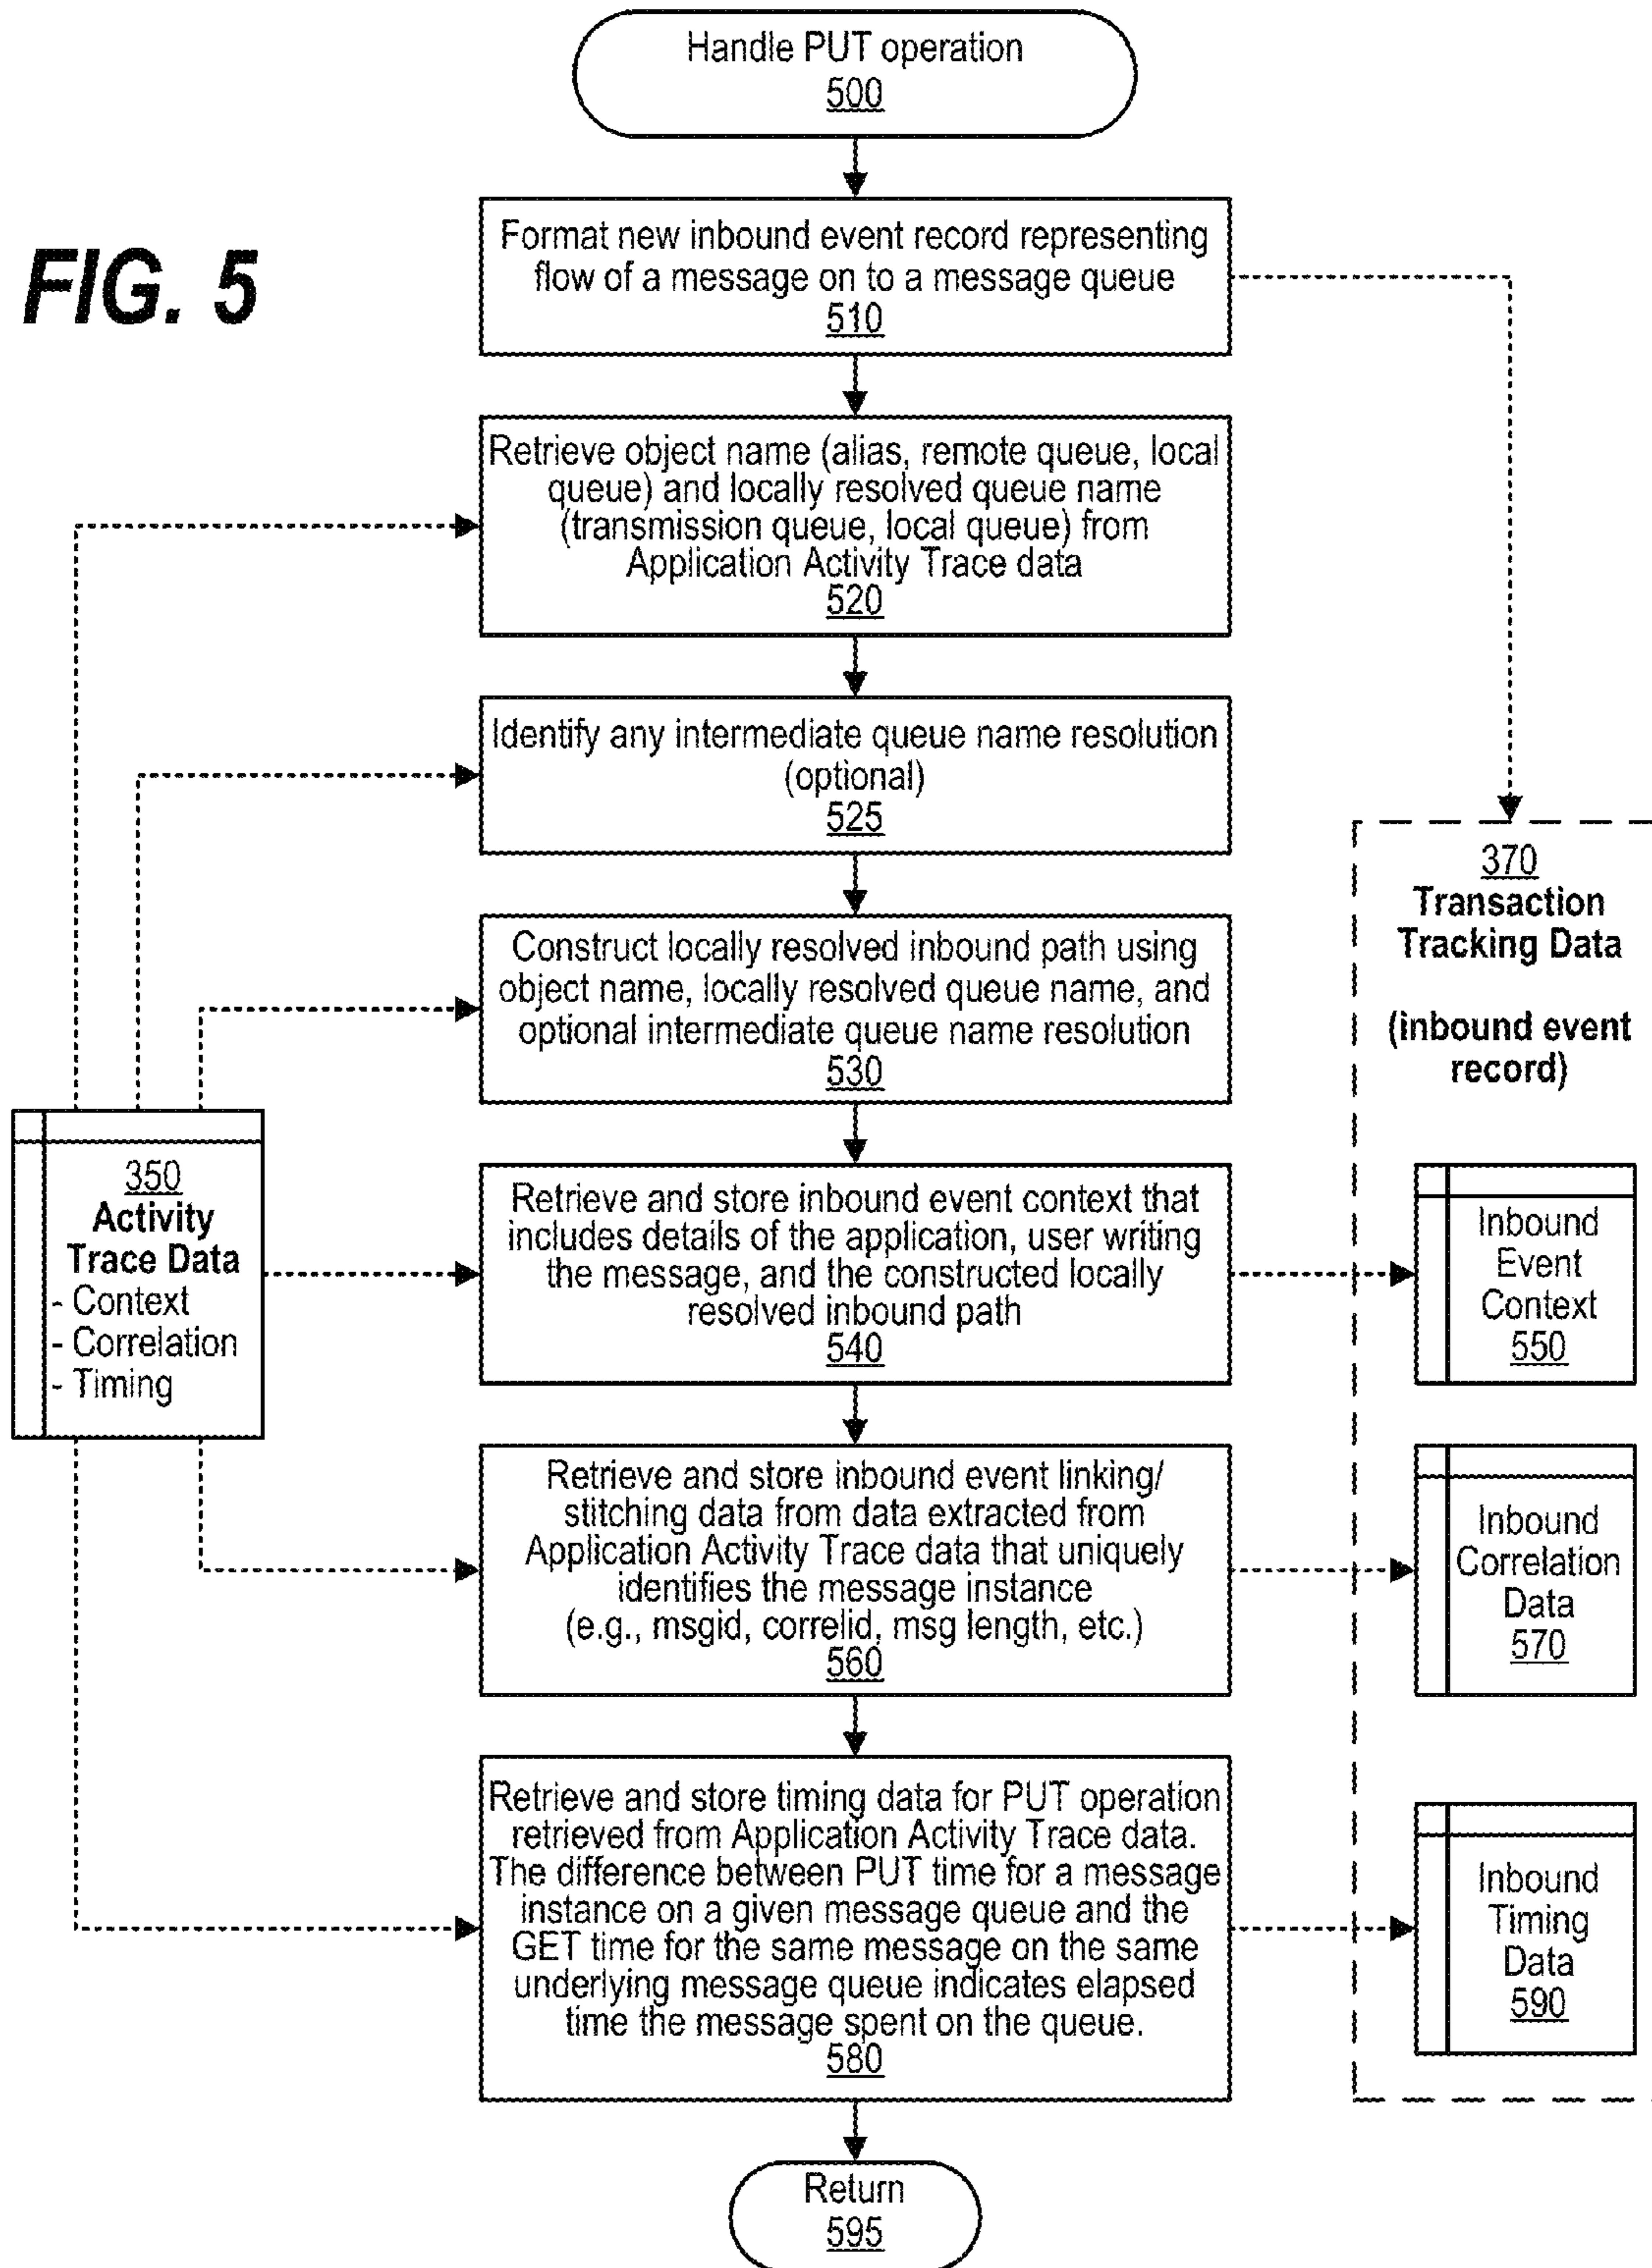 Handle PUT operation
500
FIG. 5
Format new inbound event record representing
flow of a message on to a message queue
510
Retrieve object name (alias, remote queue, local
queue) and locally resolved queue name
(transmission queue, local queue) from
Application Activity Trace data
520
Identify any intermediate queue name resolution
(optional)
525
Construct locally resolved inbound path using
object name, locally resolved queue name, and
optional intermediate queue name resolution
530
370
Transaction
Tracking Data
(inbound event
record)
350
Activity
Trace Data
- Context
- Correlation
- Timing
Retrieve and store inbound event context that
includes details of the application, user writing
the message, and the constructed locally
resolved inbound path
540
Inbound
Event
Context
550
Retrieve and store inbound event linking/
stitching data from data extracted from
Application Activity Trace data that uniquely
identifies the message instance
(e.g., msgid, correlid, msg length, etc.)
560
Inbound
Correlation
Data
570
Retrieve and store timing data for PUT operation
retrieved from Application Activity Trace data.
The difference between PUT time for a message
instance on a given message queue and the
GET time for the same message on the same
underlying message queue indicates elapsed
time the message spent on the queue.
580
Inbound
Timing
Data
590
Return
595